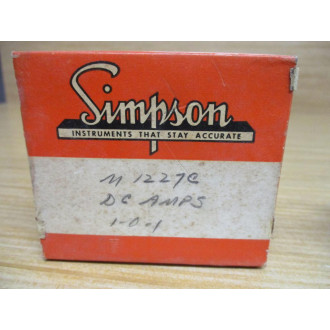 Simpson
INSTRUMENTS THAT STAY ACCURATE
M 1227C
DC AMPS
1-0-1